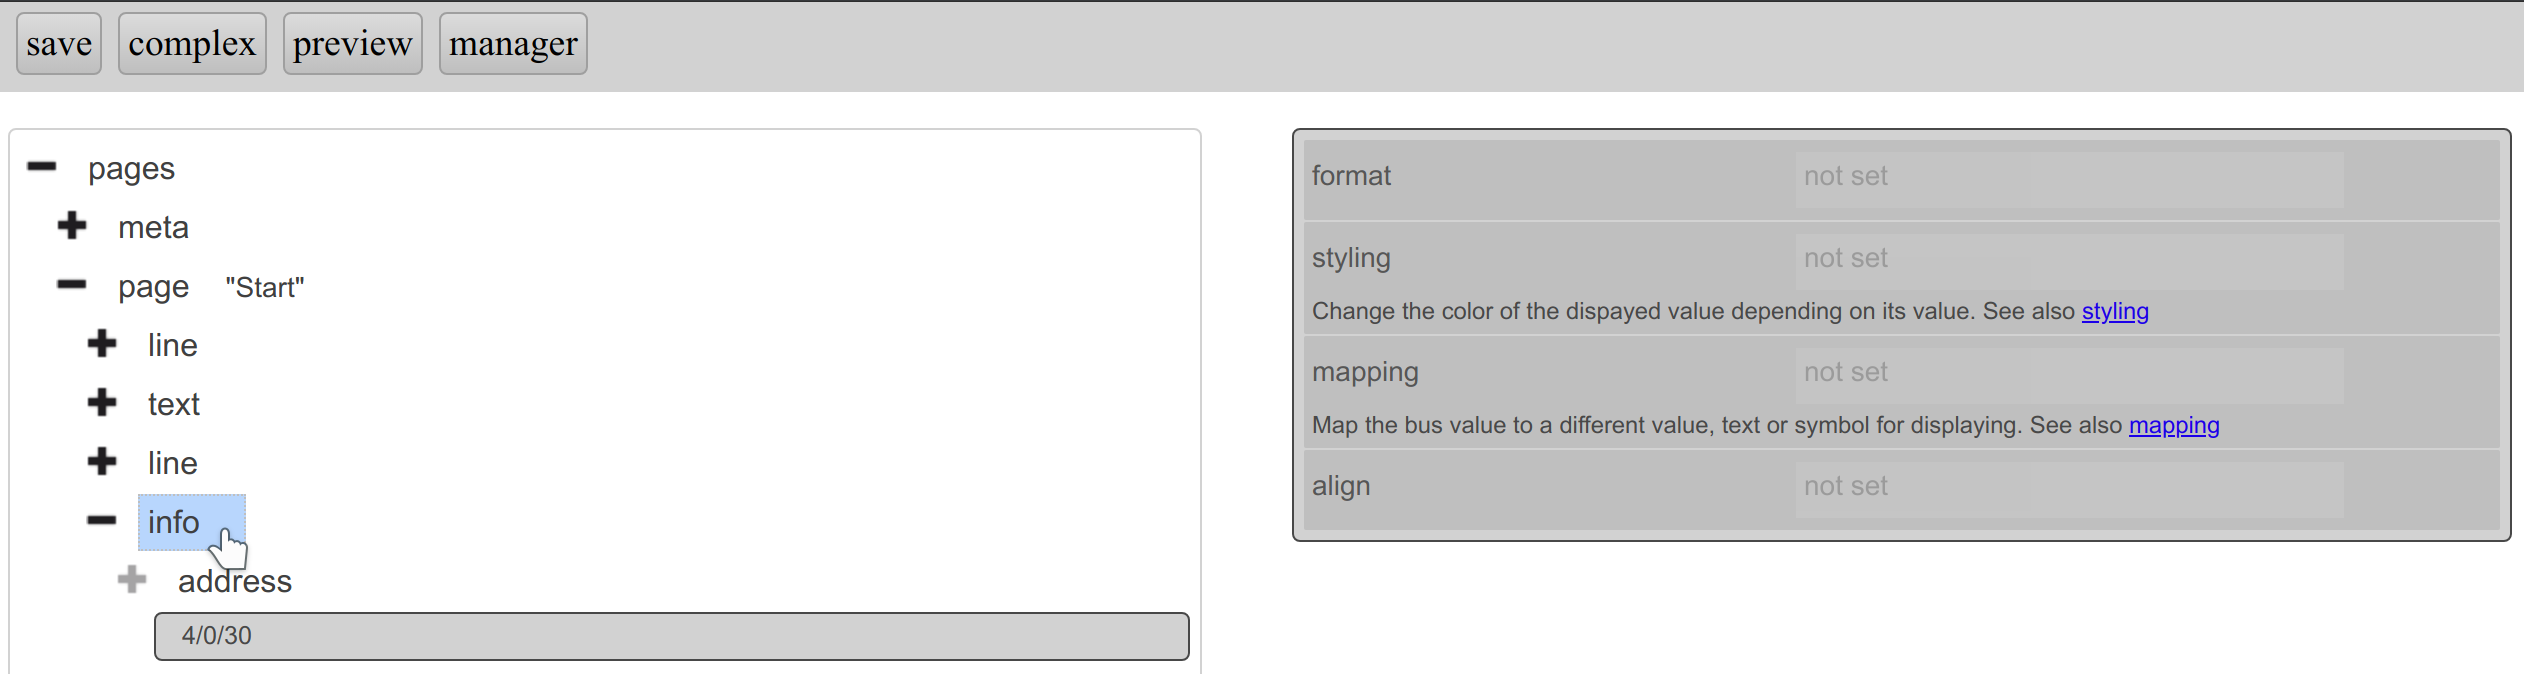 save complex preview manager
pages
meta
page "Start"
line
text
line
info
address
4/0/30
format not set
styling not set
Change the color of the dispayed value depending on its value. See also styling
mapping not set
Map the bus value to a different value, text or symbol for displaying. See also mapping
align not set